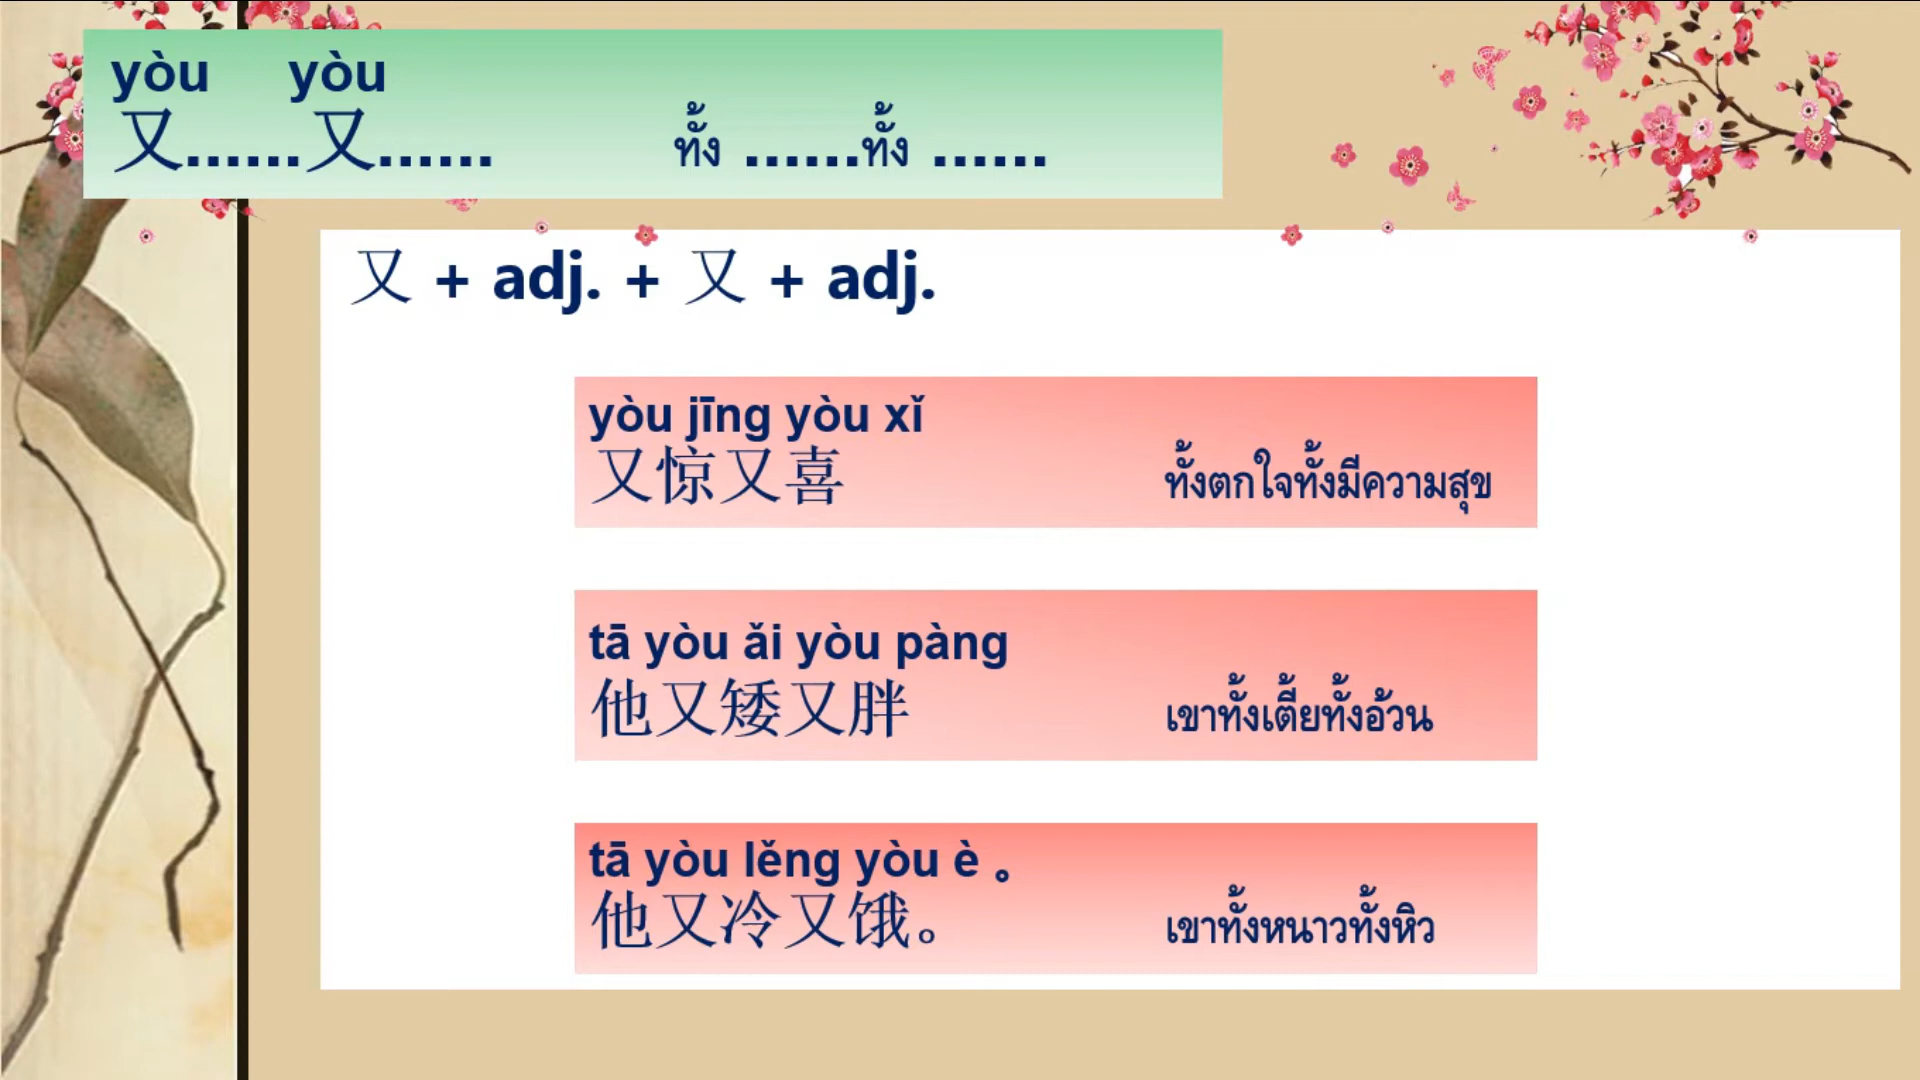 yòu yòu
又......又...... ทั้ง ......ทั้ง ......
又 + adj. + 又 + adj.
yòu jīng yòu xǐ
又惊又喜 ทั้งตกใจทั้งมีความสุข
tā yòu ǎi yòu pàng
他又矮又胖 เขาทั้งเตี้ยทั้งอ้วน
tā yòu lěng yòu è 。
他又冷又饿。 เขาทั้งหนาวทั้งหิว